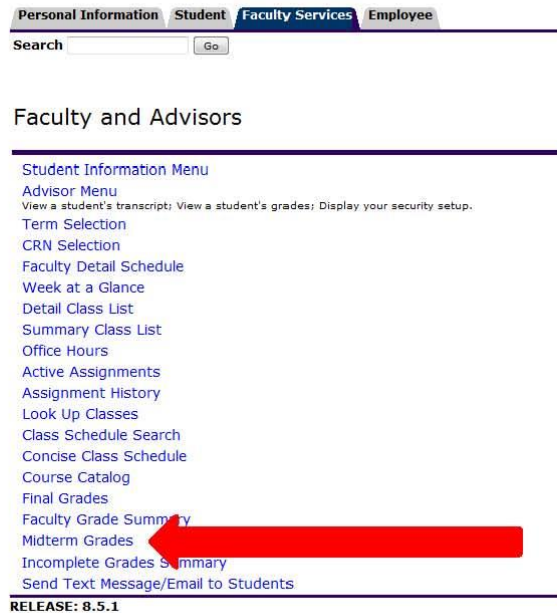 Personal Information Student Faculty Services Employee
Search Go
Faculty and Advisors
Student Information Menu
Advisor Menu
View a student's transcript; View a student's grades; Display your security setup.
Term Selection
CRN Selection
Faculty Detail Schedule
Week at a Glance
Detail Class List
Summary Class List
Office Hours
Active Assignments
Assignment History
Look Up Classes
Class Schedule Search
Concise Class Schedule
Course Catalog
Final Grades
Faculty Grade Summary
Midterm Grades
Incomplete Grades Summary
Send Text Message/Email to Students
RELEASE: 8.5.1